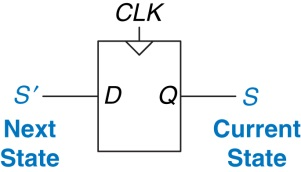 CLK
S′ D Q S
Next Current
State State